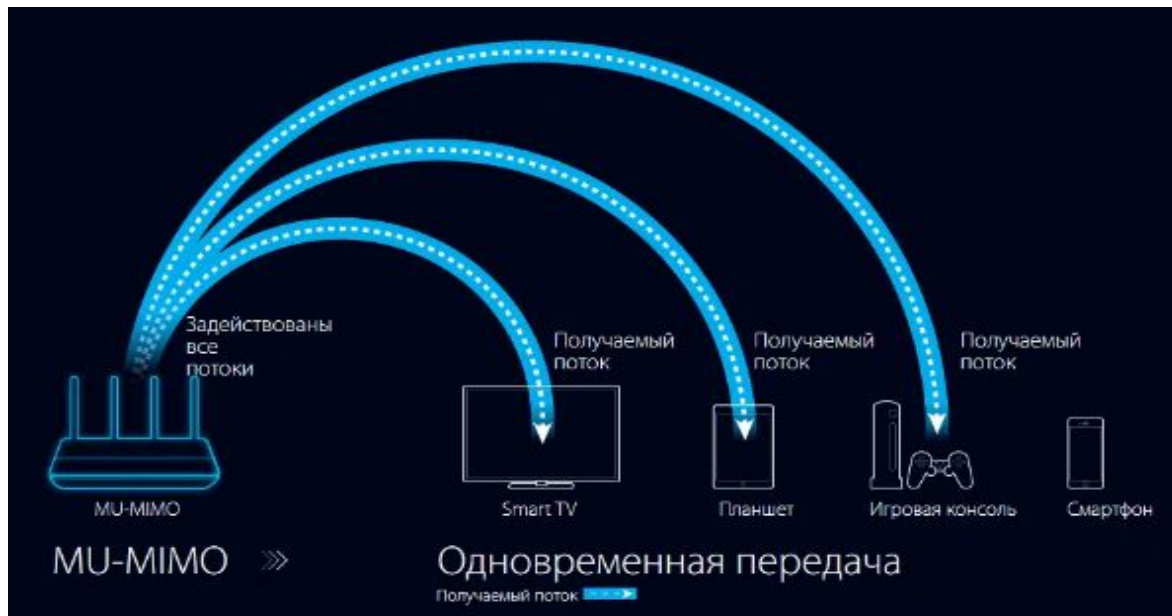 Задействованы
все
потоки
Получаемый
поток
Получаемый
поток
Получаемый
поток
MU-MIMO
Smart TV
Планшет
Игровая консоль
Смартфон
MU-MIMO
Одновременная передача
Получаемый поток